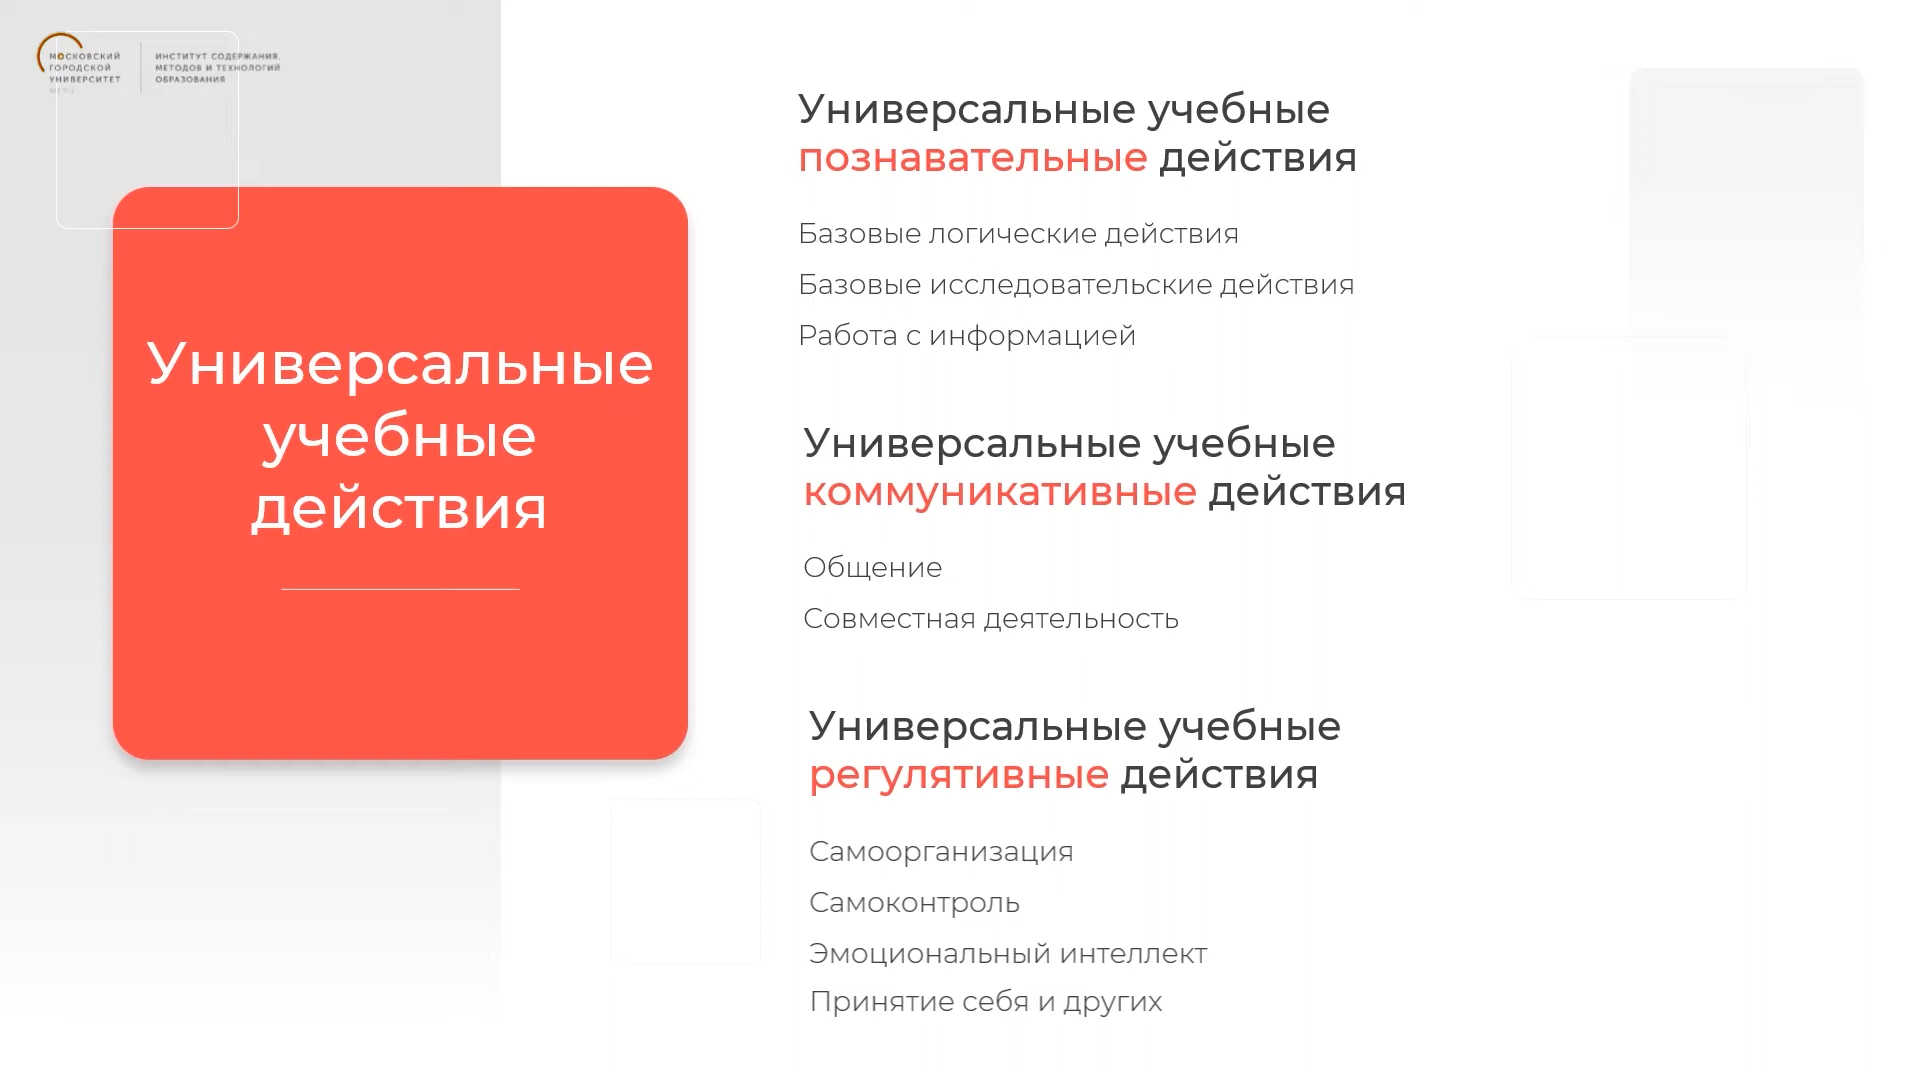 МОСКОВСКИЙ
ГОРОДСКОЙ
УНИВЕРСИТЕТ
ИНСТИТУТ СОДЕРЖАНИЯ,
МЕТОДОВ И ТЕХНОЛОГИЙ
ОБРАЗОВАНИЯ
Универсальные
учебные
действия
Универсальные учебные
познавательные действия
Базовые логические действия
Базовые исследовательские действия
Работа с информацией
Универсальные учебные
коммуникативные действия
Общение
Совместная деятельность
Универсальные учебные
регулятивные действия
Самоорганизация
Самоконтроль
Эмоциональный интеллект
Принятие себя и других